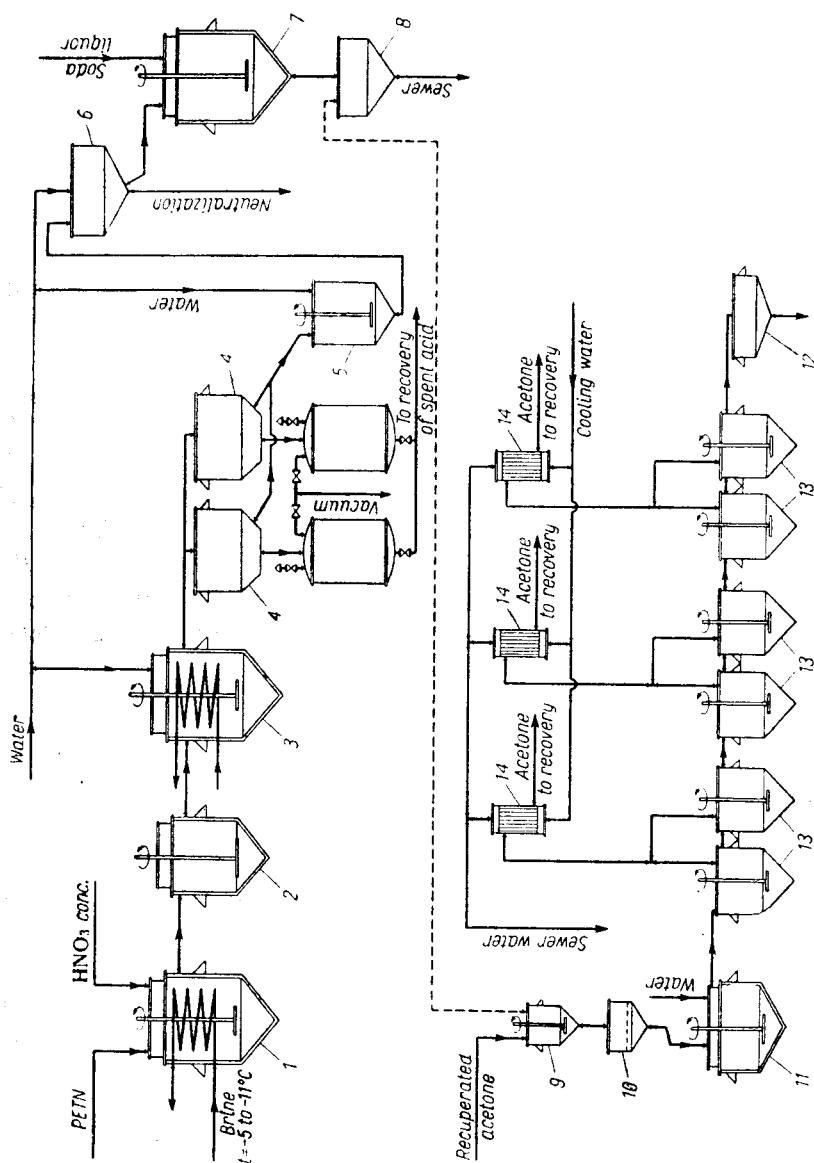 PETN
HNO₃ conc.
Brine
t=-5 to -11°C
1
2
Water
3
4
4
Vacuum
To recovery
of spent acid
Water
5
6
Neutralization
Soda
liquor
7
8
Sewer
Recuperated
acetone
9
10
Water
11
Sewer water
14
Acetone
to recovery
14
Acetone
to recovery
14
Acetone
to recovery
Cooling water
13
13
13
12